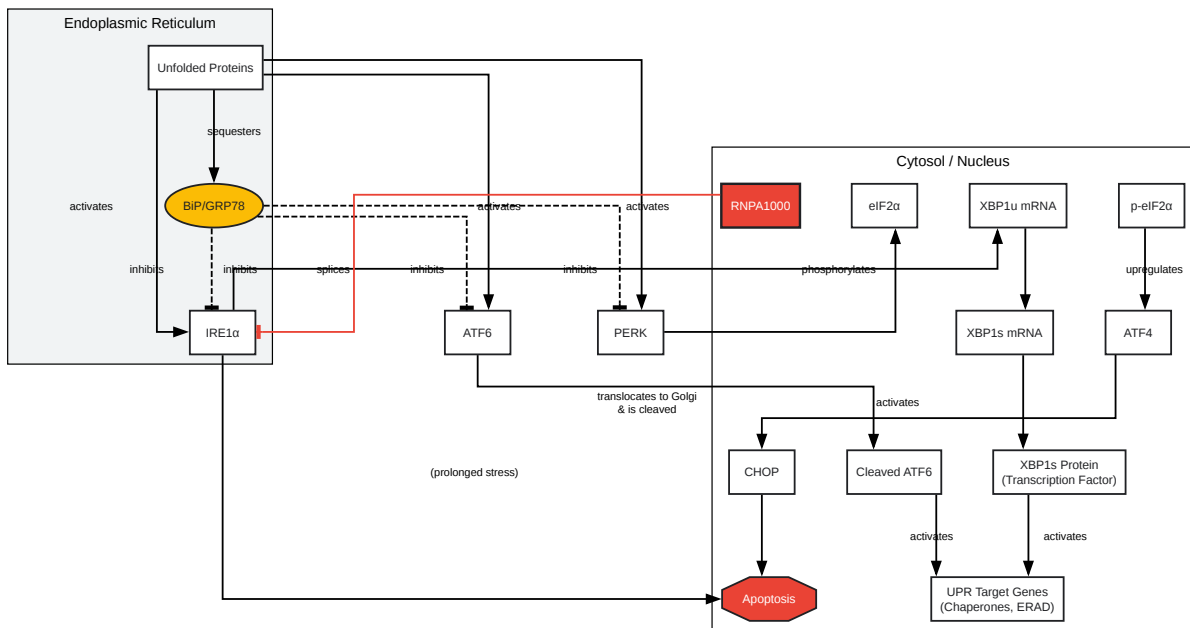 Endoplasmic Reticulum
Unfolded Proteins
sequesters
Cytosol / Nucleus
BiP/GRP78
RNPA1000
eIF2α
XBP1u mRNA
p-eIF2α
activates
activates
activates
inhibits
inhibits
splices
inhibits
inhibits
phosphorylates
upregulates
IRE1α
ATF6
PERK
XBP1s mRNA
ATF4
translocates to Golgi
& is cleaved
activates
(prolonged stress)
CHOP
Cleaved ATF6
XBP1s Protein
(Transcription Factor)
activates
activates
Apoptosis
UPR Target Genes
(Chaperones, ERAD)